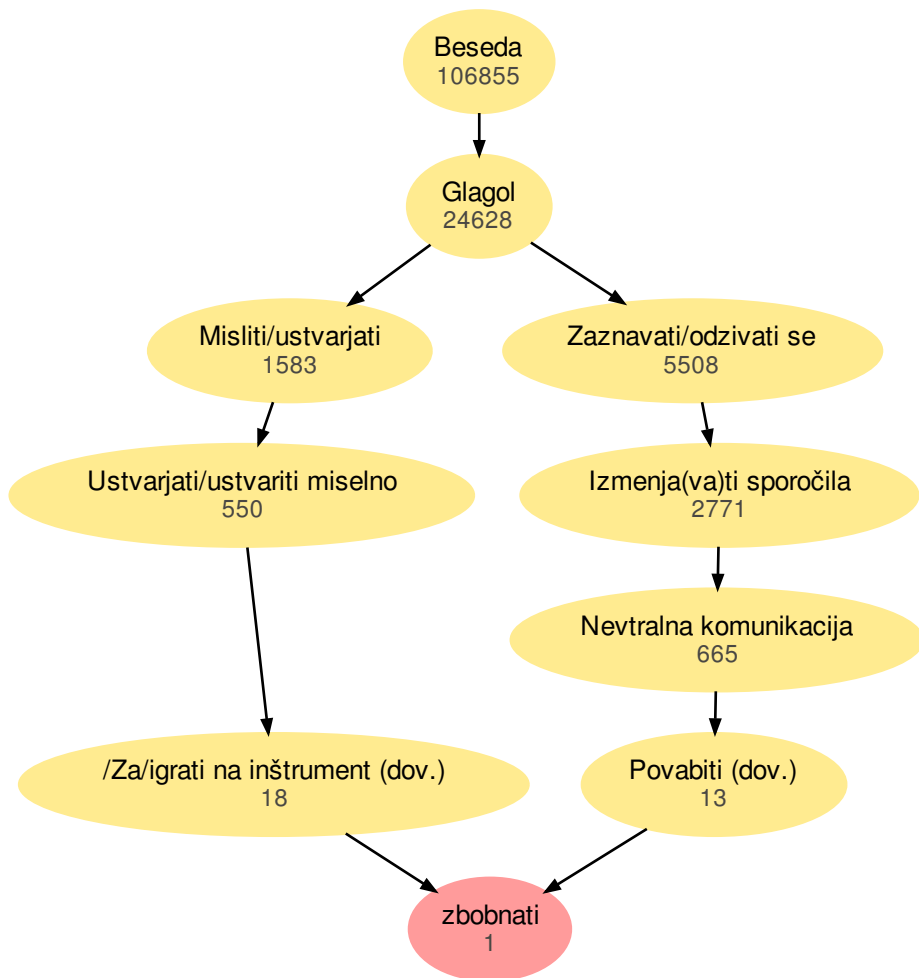 Beseda
106855
Glagol
24628
Misliti/ustvarjati
1583
Zaznavati/odzivati se
5508
Ustvarjati/ustvariti miselno
550
Izmenja(va)ti sporočila
2771
Nevtralna komunikacija
665
/Za/igrati na inštrument (dov.)
18
Povabiti (dov.)
13
zbobnati
1